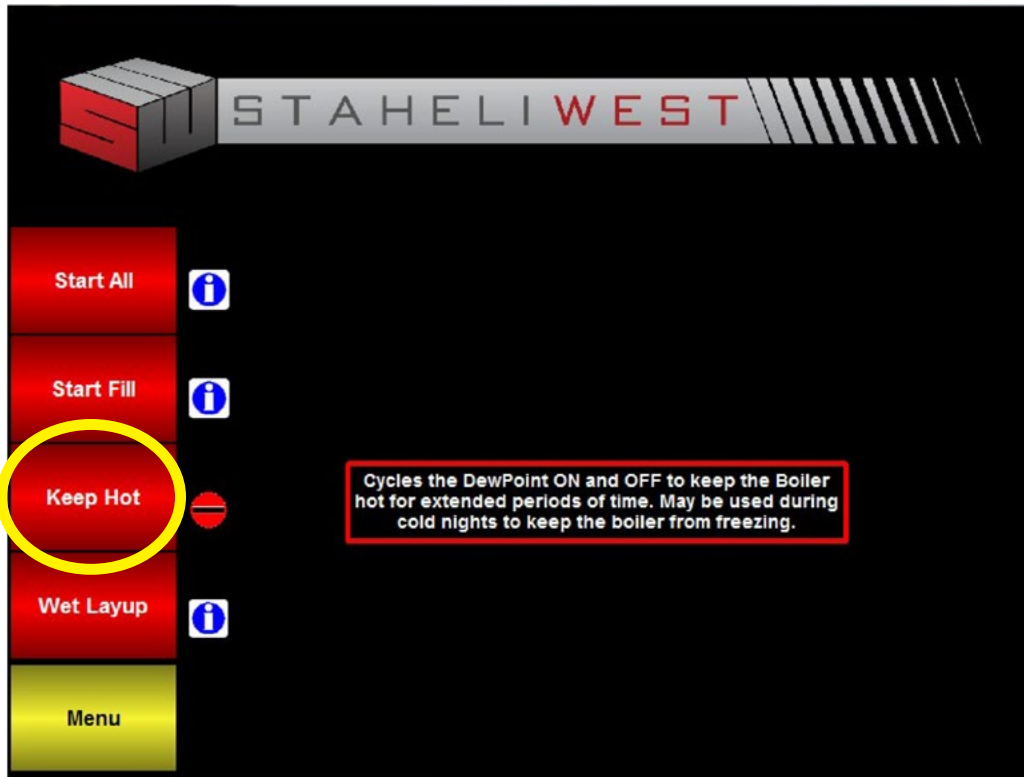 STAHELIWEST
Start All
Start Fill
Keep Hot
Cycles the DewPoint ON and OFF to keep the Boiler
hot for extended periods of time. May be used during
cold nights to keep the boiler from freezing.
Wet Layup
Menu